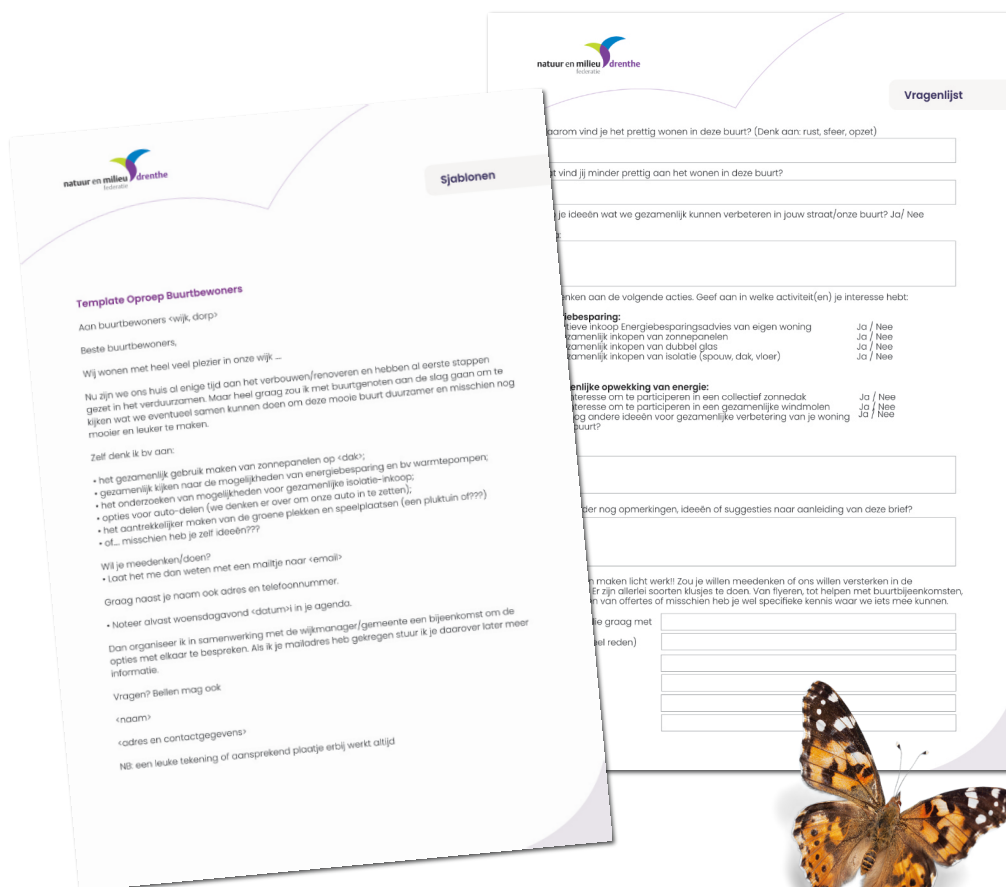 natuur en milieu drenthe
federatie
Sjablonen
Template Oproep Buurtbewoners
Aan buurtbewoners <wijk, dorp>
Beste buurtbewoners,
Wij wonen met heel veel plezier in onze wijk ...
Nu zijn we ons huis al enige tijd aan het verbouwen/renoveren en hebben al eerste stappen
gezet in het verduurzamen. Maar heel graag zou ik met buurtgenoten aan de slag gaan om te
kijken wat we eventueel samen kunnen doen om deze mooie buurt duurzamer en misschien nog
mooier en leuker te maken.
Zelf denk ik bv aan:
• het gezamenlijk gebruik maken van zonnepanelen op <dak>;
• gezamenlijk kijken naar de mogelijkheden van energiebesparing en bv warmtepompen;
• het onderzoeken van mogelijkheden voor gezamenlijke isolatie-inkoop;
• opties voor auto-delen (we denken er over om onze auto in te zetten);
• het aantrekkelijker maken van de groene plekken en speelplaatsen (een pluktuin of???)
• of... misschien heb je zelf ideeën???
Wil je meedenken/doen?
• Laat het me dan weten met een mailtje naar <email>
Graag naast je naam ook adres en telefoonnummer.
• Noteer alvast woensdagavond <datum>i in je agenda.
Dan organiseer ik in samenwerking met de wijkmanager/gemeente een bijeenkomst om de
opties met elkaar te bespreken. Als ik je mailadres heb gekregen stuur ik je daarover later meer
informatie.
Vragen? Bellen mag ook
<naam>
<adres en contactgegevens>
NB: een leuke tekening of aansprekend plaatje erbij werkt altijd
natuur en milieu drenthe
federatie
Vragenlijst
aarom vind je het prettig wonen in deze buurt? (Denk aan: rust, sfeer, opzet)
t vind jij minder prettig aan het wonen in deze buurt?
je ideeën wat we gezamenlijk kunnen verbeteren in jouw straat/onze buurt? Ja/ Nee
nken aan de volgende acties. Geef aan in welke activiteit(en) je interesse hebt:
iebesparing:
tieve inkoop Energiebesparingsadvies van eigen woning Ja / Nee
zamenlijk inkopen van zonnepanelen Ja / Nee
zamenlijk inkopen van dubbel glas Ja / Nee
zamenlijk inkopen van isolatie (spouw, dak, vloer) Ja / Nee
enlijke opwekking van energie:
teresse om te participeren in een collectief zonnedak Ja / Nee
teresse om te participeren in een gezamenlijke windmolen Ja / Nee
og andere ideeën voor gezamenlijke verbetering van je woning Ja / Nee
buurt?
der nog opmerkingen, ideeën of suggesties naar aanleiding van deze brief?
n maken licht werk!! Zou je willen meedenken of ons willen versterken in de
Er zijn allerlei soorten klusjes te doen. Van flyeren, tot helpen met buurtbijeenkomsten,
n van offertes of misschien heb je wel specifieke kennis waar we iets mee kunnen.
lie graag met
el reden)